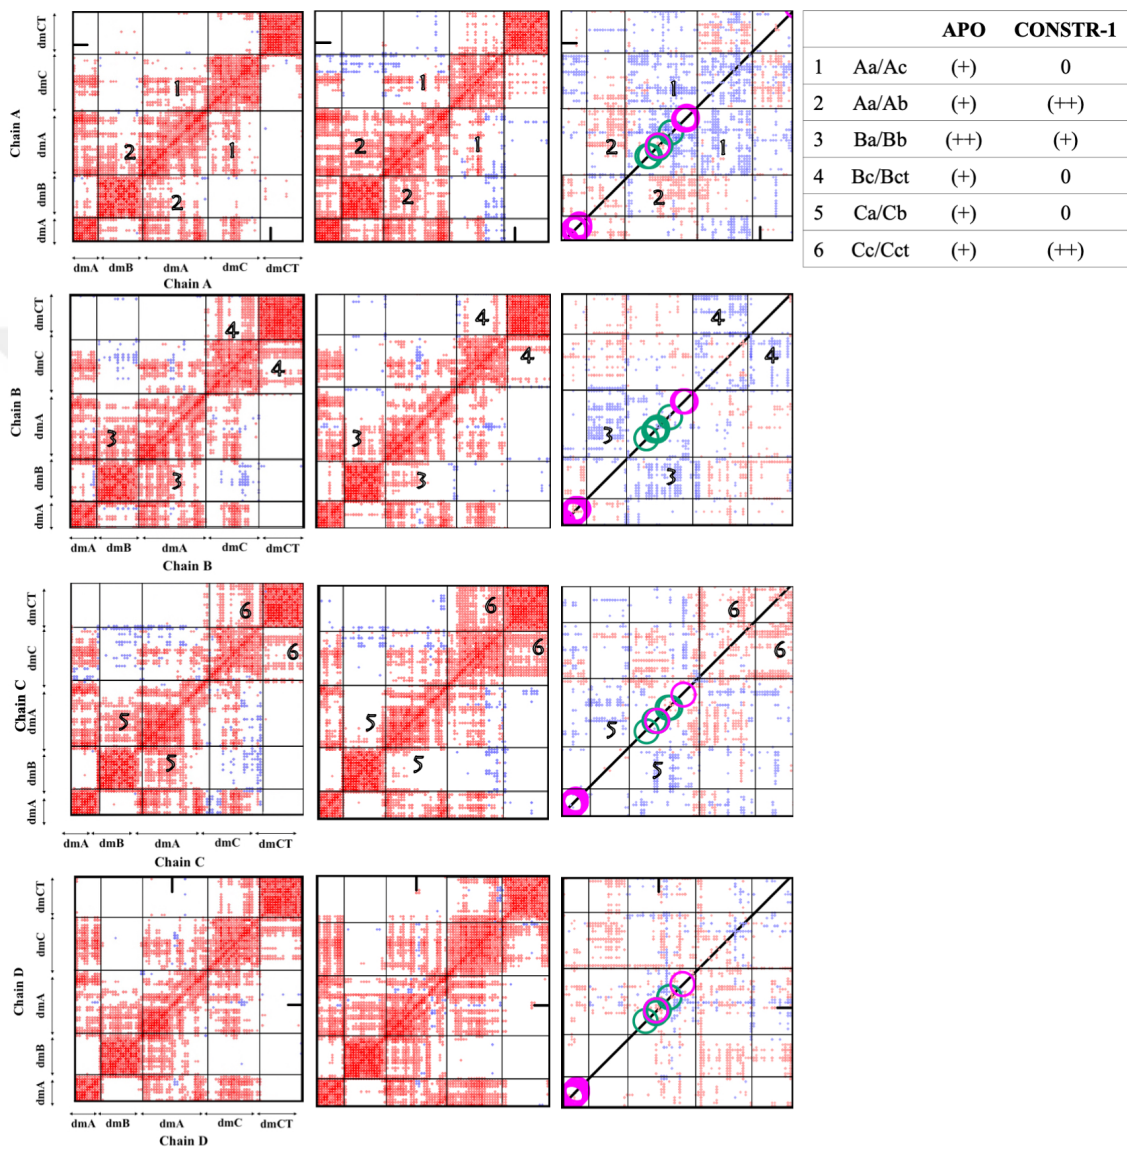 APO CONSTR-1
1 Aa/Ac (+) 0
2 Aa/Ab (+) (++)
3 Ba/Bb (++) (+)
4 Bc/Bct (+) 0
5 Ca/Cb (+) 0
6 Cc/Cct (+) (++)
Chain A
dmCT
dmC
dmA
dmB
dmA
1
2
1
2
1
2
1
2
1
2
1
2
dmA dmB dmA dmC dmCT
Chain A
Chain B
dmCT
dmC
dmA
dmB
dmA
4
4
3
3
4
4
3
3
4
4
3
3
dmA dmB dmA dmC dmCT
Chain B
Chain C
dmCT
dmC
dmA
dmB
dmA
6
6
5
5
6
6
5
5
6
6
5
5
dmA dmB dmA dmC dmCT
Chain C
Chain D
dmCT
dmC
dmA
dmB
dmA
dmA dmB dmA dmC dmCT
Chain D